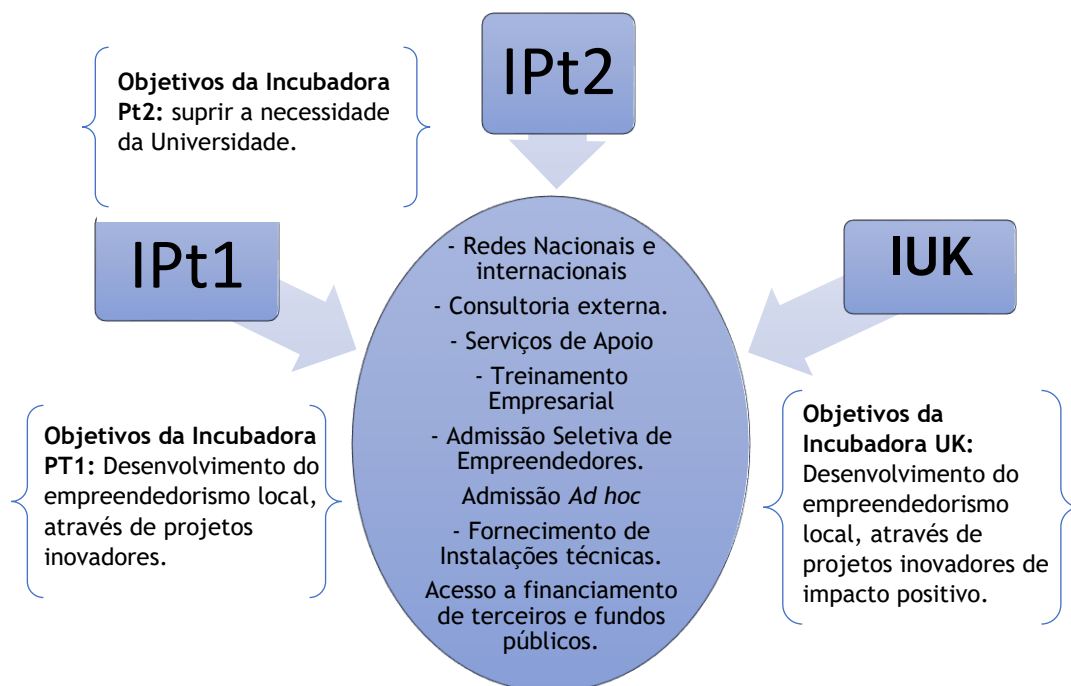 IPt2
Objetivos da Incubadora
Pt2: suprir a necessidade
da Universidade.
IPt1
IUK
- Redes Nacionais e
internacionais
- Consultoria externa.
- Serviços de Apoio
- Treinamento
Empresarial
- Admissão Seletiva de
Empreendedores.
Admissão Ad hoc
- Fornecimento de
Instalações técnicas.
Acesso a financiamento
de terceiros e fundos
públicos.
Objetivos da Incubadora
PT1: Desenvolvimento do
empreendedorismo local,
através de projetos
inovadores.
Objetivos da
Incubadora UK:
Desenvolvimento do
empreendedorismo
local, através de
projetos inovadores de
impacto positivo.